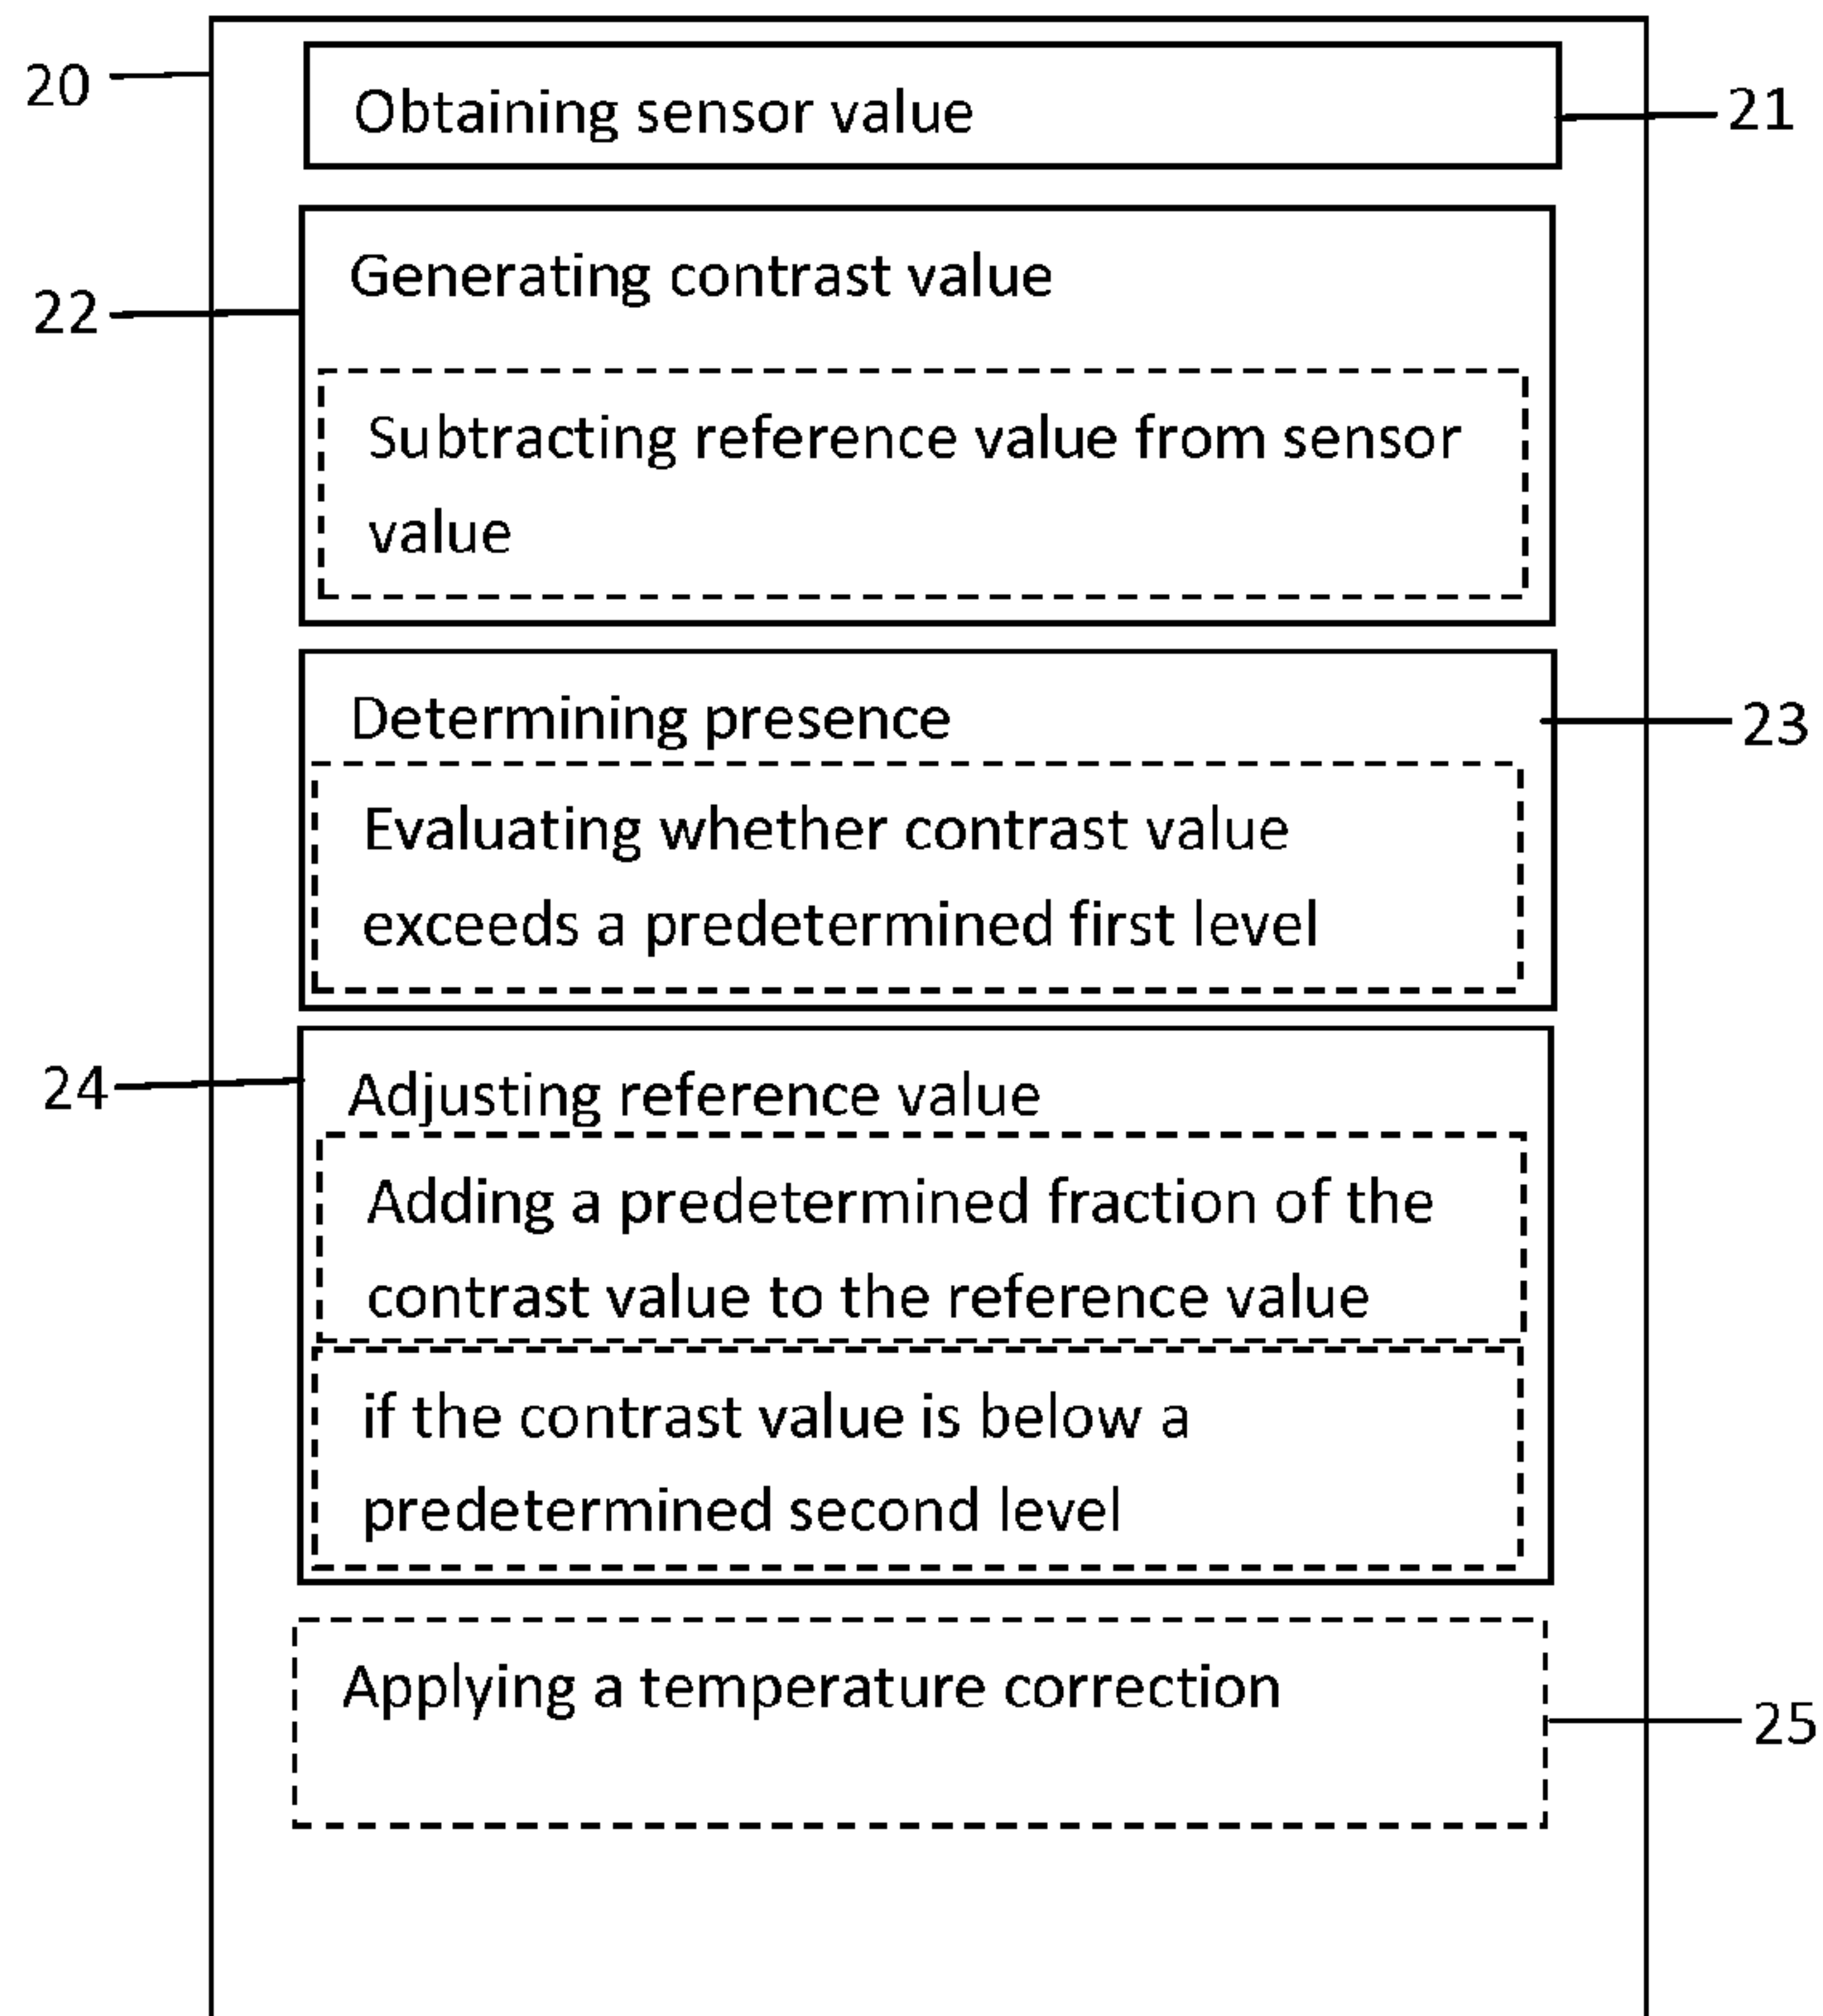 20
Obtaining sensor value
21
Generating contrast value
22
Subtracting reference value from sensor
value
Determining presence
23
Evaluating whether contrast value
exceeds a predetermined first level
24
Adjusting reference value
Adding a predetermined fraction of the
contrast value to the reference value
if the contrast value is below a
predetermined second level
Applying a temperature correction
25